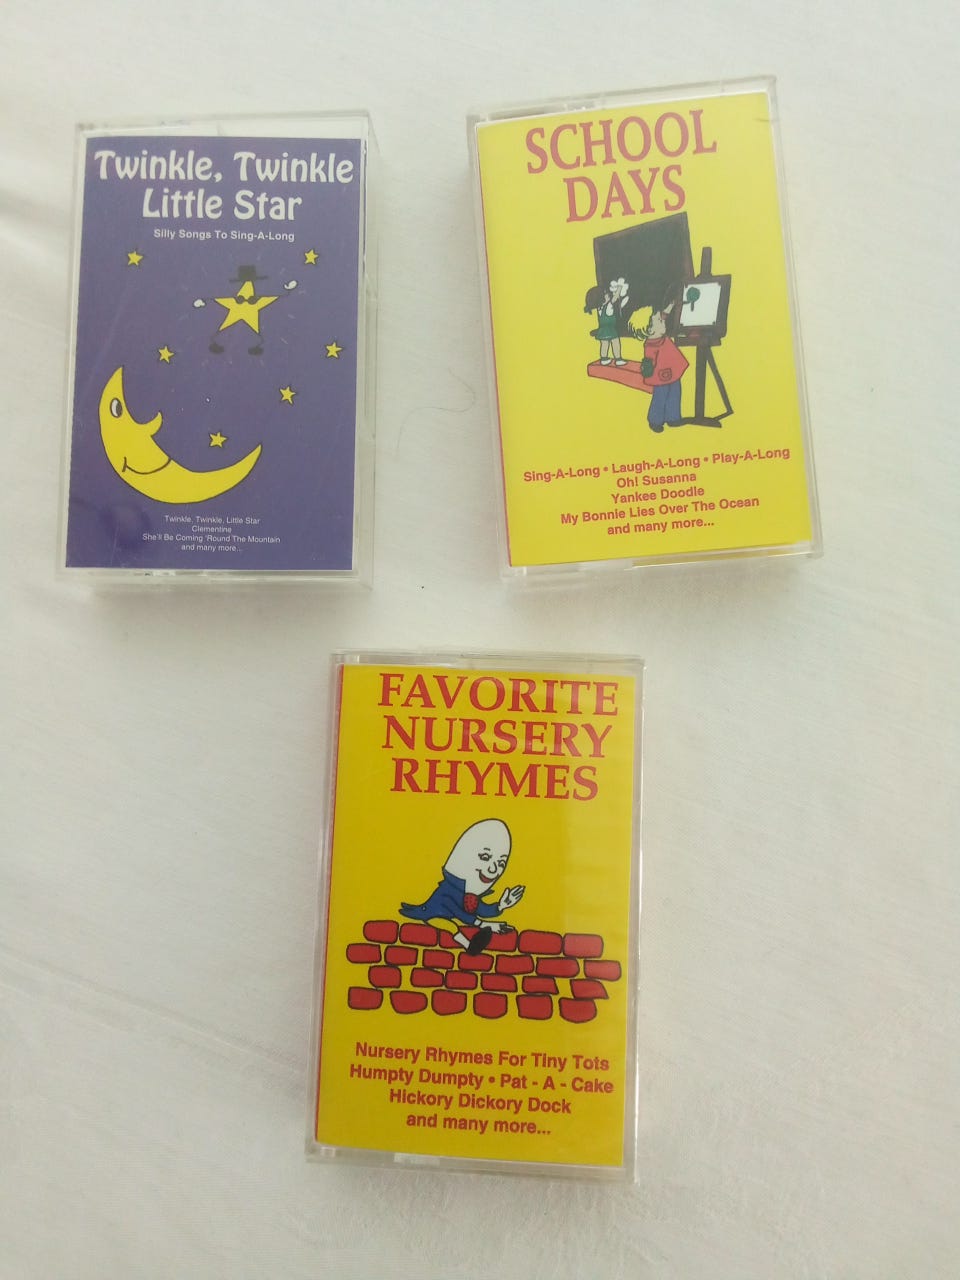 Twinkle, Twinkle
Little Star
Silly Songs To Sing-A-Long
Twinkle, Twinkle, Little Star
Clementine
She'll Be Coming 'Round The Mountain
and many more...
SCHOOL
DAYS
Sing-A-Long • Laugh-A-Long • Play-A-Long
Oh! Susanna
Yankee Doodle
My Bonnie Lies Over The Ocean
and many more...
FAVORITE
NURSERY
RHYMES
Nursery Rhymes For Tiny Tots
Humpty Dumpty • Pat - A - Cake
Hickory Dickory Dock
and many more...